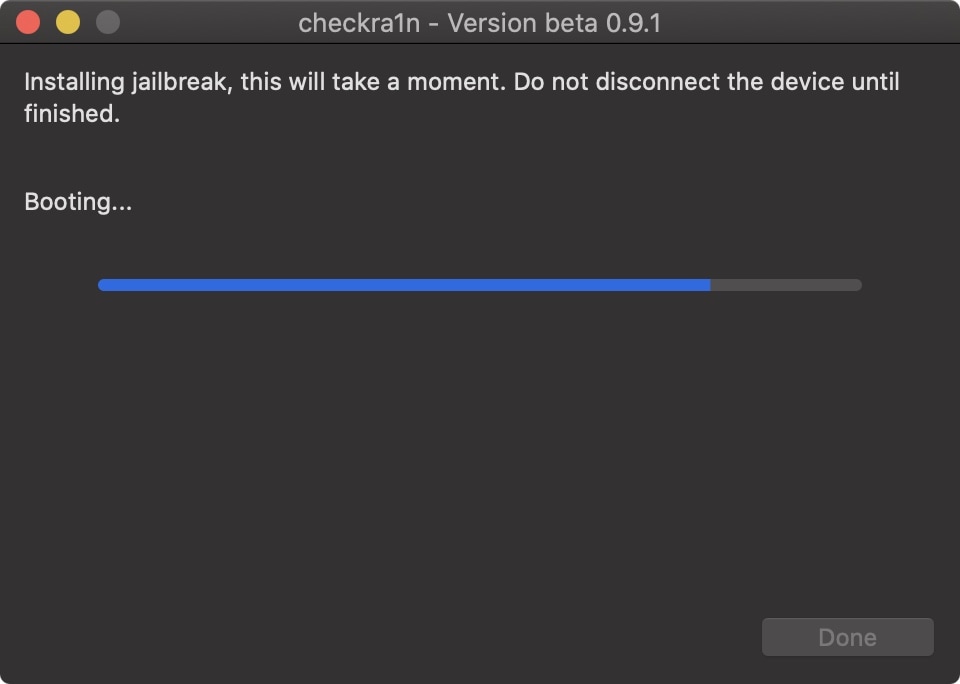 checkra1n - Version beta 0.9.1
Installing jailbreak, this will take a moment. Do not disconnect the device until
finished.
Booting...
Done